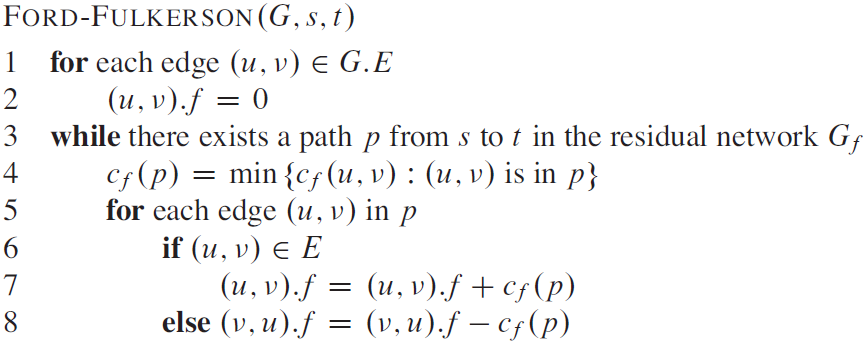 FORD-FULKERSON(G, s, t)
1 for each edge (u, v) ∈ G.E
2 (u, v).f = 0
3 while there exists a path p from s to t in the residual network G_f
4 c_f(p) = min {c_f(u, v) : (u, v) is in p}
5 for each edge (u, v) in p
6 if (u, v) ∈ E
7 (u, v).f = (u, v).f + c_f(p)
8 else (v, u).f = (v, u).f − c_f(p)